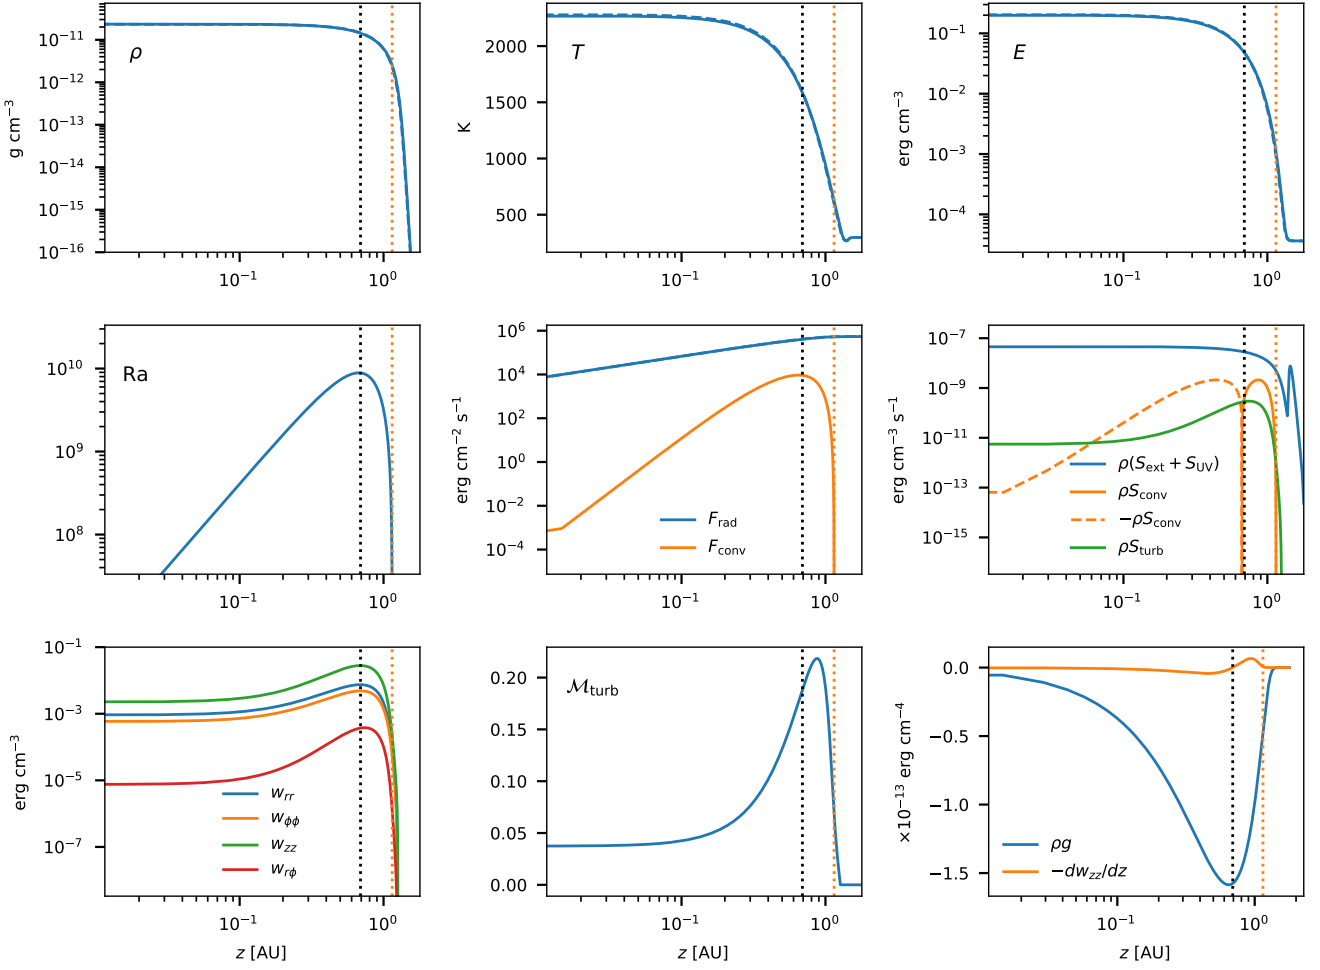 10⁻¹¹
10⁻¹²
10⁻¹³
10⁻¹⁴
10⁻¹⁵
10⁻¹⁶
g cm⁻³
ρ
10⁻¹
10⁰
2000
1500
1000
500
K
T
10⁻¹
10⁰
10⁻¹
10⁻²
10⁻³
10⁻⁴
erg cm⁻³
E
10⁻¹
10⁰
10¹⁰
10⁹
10⁸
Ra
10⁻¹
10⁰
10⁶
10⁴
10²
10⁰
10⁻²
10⁻⁴
erg cm⁻² s⁻¹
F_rad
F_conv
10⁻¹
10⁰
10⁻⁷
10⁻⁹
10⁻¹¹
10⁻¹³
10⁻¹⁵
erg cm⁻³ s⁻¹
ρ(S_ext + S_UV)
ρS_conv
−ρS_conv
ρS_turb
10⁻¹
10⁰
10⁻¹
10⁻³
10⁻⁵
10⁻⁷
erg cm⁻³
w_rr
w_ϕϕ
w_zz
w_rϕ
10⁻¹
10⁰
z [AU]
0.20
0.15
0.10
0.05
0.00
ℳ_turb
10⁻¹
10⁰
z [AU]
0.0
−0.5
−1.0
−1.5
×10⁻¹³ erg cm⁻⁴
ρg
−dw_zz/dz
10⁻¹
10⁰
z [AU]